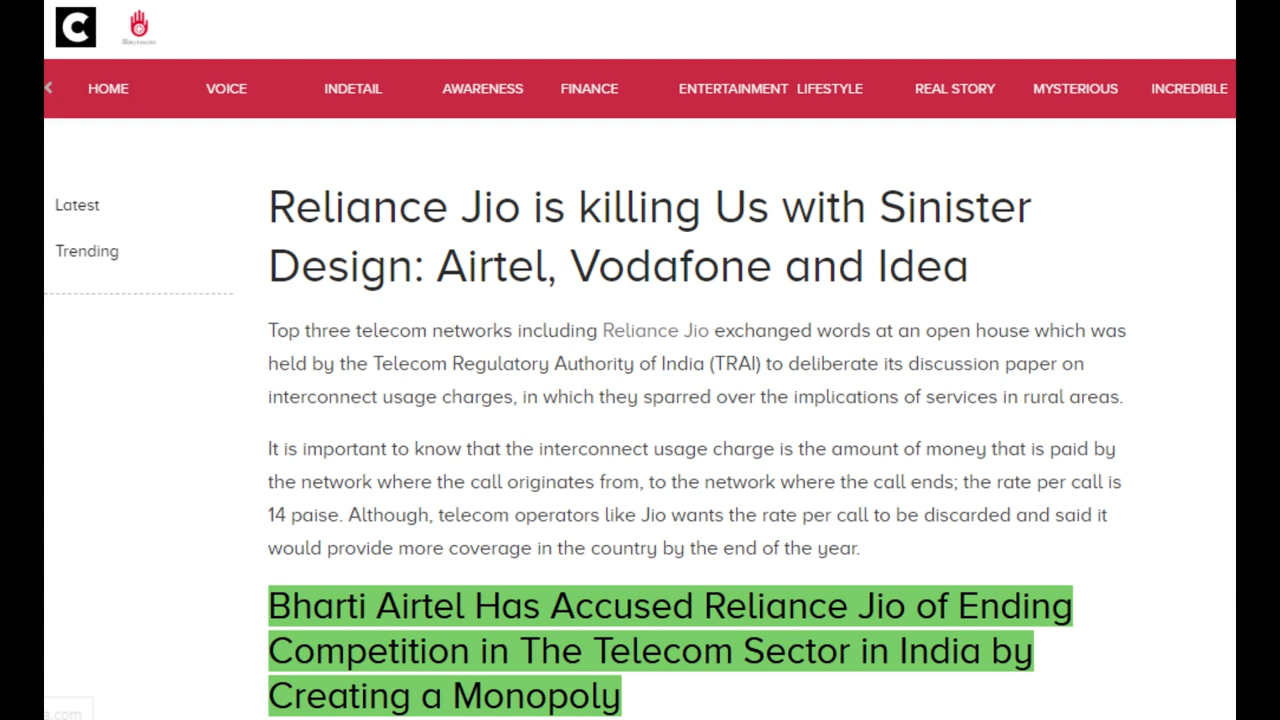 C
HOME VOICE INDETAIL AWARENESS FINANCE ENTERTAINMENT LIFESTYLE REAL STORY MYSTERIOUS INCREDIBLE
Latest
Trending
Reliance Jio is killing Us with Sinister
Design: Airtel, Vodafone and Idea
Top three telecom networks including Reliance Jio exchanged words at an open house which was
held by the Telecom Regulatory Authority of India (TRAI) to deliberate its discussion paper on
interconnect usage charges, in which they sparred over the implications of services in rural areas.
It is important to know that the interconnect usage charge is the amount of money that is paid by
the network where the call originates from, to the network where the call ends; the rate per call is
14 paise. Although, telecom operators like Jio wants the rate per call to be discarded and said it
would provide more coverage in the country by the end of the year.
Bharti Airtel Has Accused Reliance Jio of Ending
Competition in The Telecom Sector in India by
Creating a Monopoly